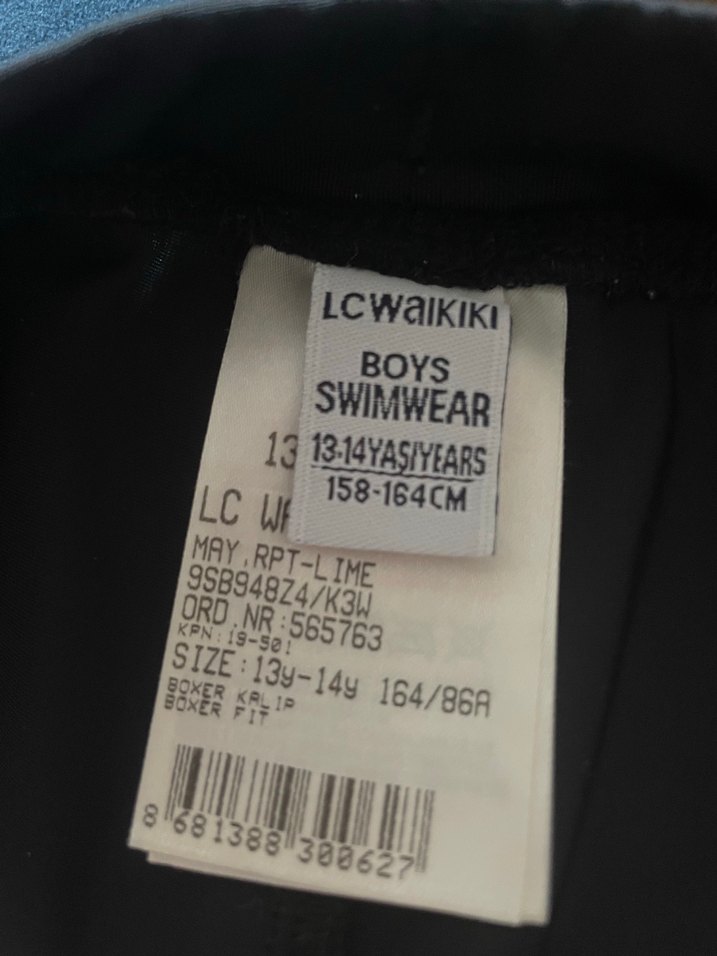 LCWAIKIKI
BOYS
SWIMWEAR
13-14YAŞ/YEARS
158-164CM
13
LC
MAY.RPT-LIME
9SB948Z4/K3W
ORD.NR:565763
KPN:19-501
SIZE:13y-14y 164/86A
BOXER KALIP
BOXER FIT
8 681388 300627